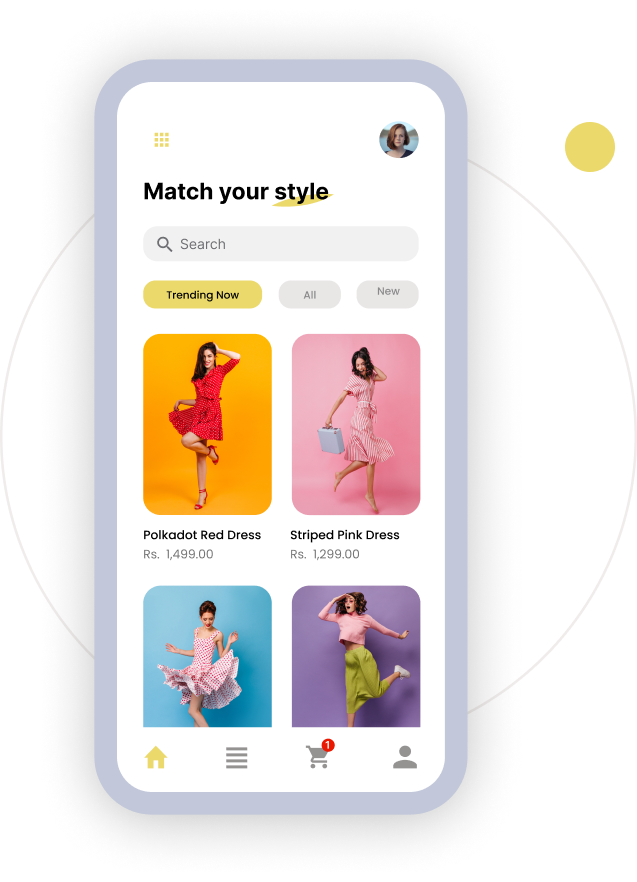 Match your style
Search
Trending Now
All
New
Polkadot Red Dress
Striped Pink Dress
Rs. 1,499.00
Rs. 1,299.00
1